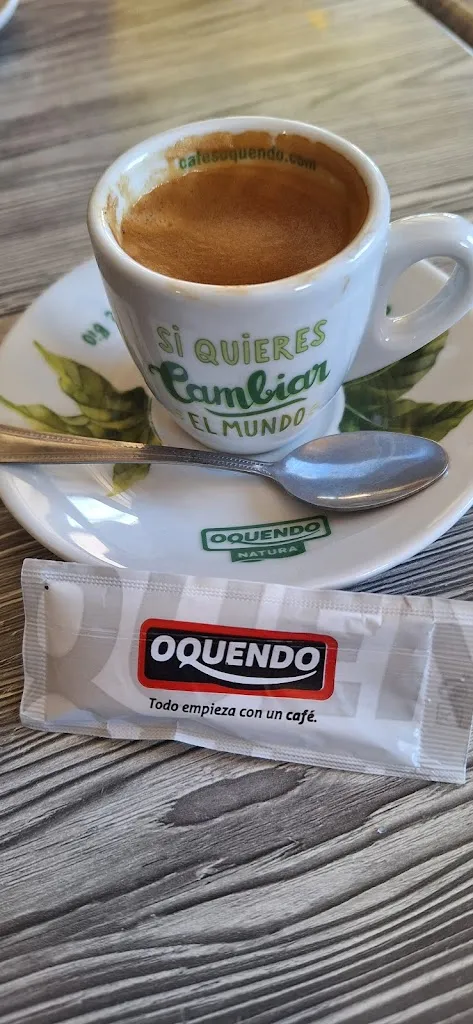 cafesoquendo.com
Si QUiERES
Cambiar
EL MUNDO
OQUENDO
NATURA
OQUENDO
Todo empieza con un café.